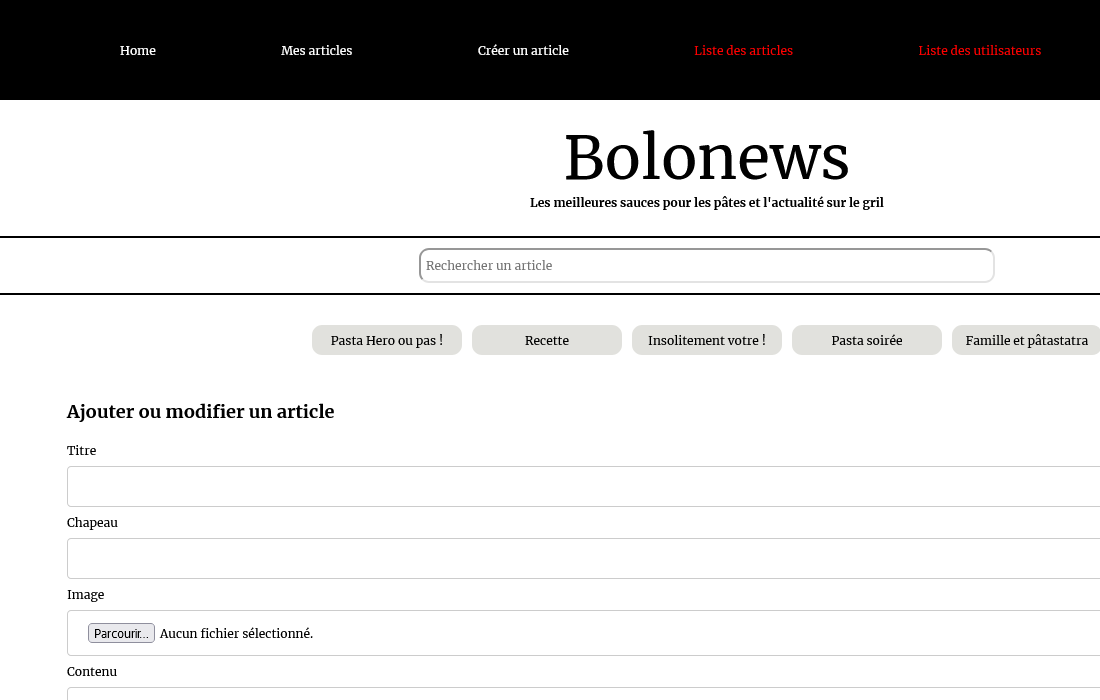 Home Mes articles Créer un article Liste des articles Liste des utilisateurs
Bolonews
Les meilleures sauces pour les pâtes et l'actualité sur le gril
Rechercher un article
Pasta Hero ou pas ! Recette Insolitement votre ! Pasta soirée Famille et pâtastatra
Ajouter ou modifier un article
Titre
Chapeau
Image
Parcourir... Aucun fichier sélectionné.
Contenu